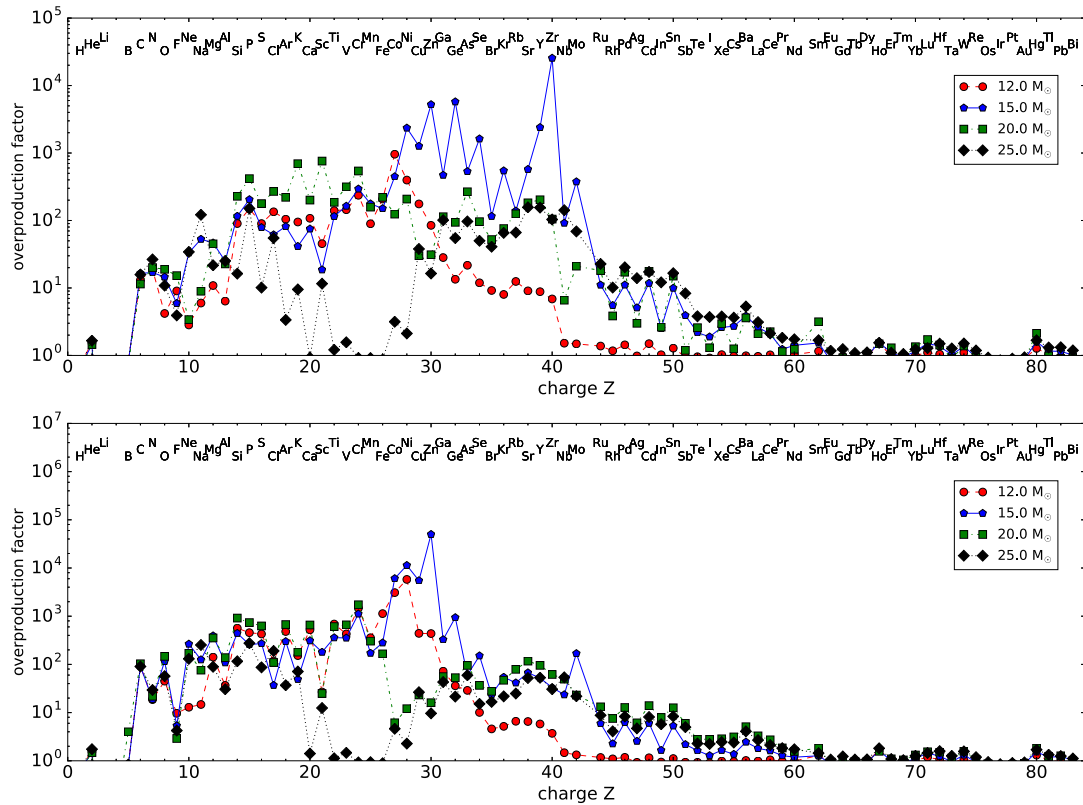 10^5
H He Li B C N O F Ne Na Mg Al Si P S Cl Ar K Ca Sc Ti V Cr Mn Fe Co Ni Cu Zn Ga Ge As Se Br Kr Rb Sr Y Zr Nb Mo Ru Rh Pd Ag Cd In Sn Sb Te I Xe Cs Ba La Ce Pr Nd Sm Eu Gd Tb Dy Ho Er Tm Yb Lu Hf Ta W Re Os Ir Pt Au Hg Tl Pb Bi
10^4
12.0 M☉
15.0 M☉
20.0 M☉
25.0 M☉
10^3
overproduction factor
10^2
10^1
10^0
0 10 20 30 40 50 60 70 80
charge Z
10^7
H He Li B C N O F Ne Na Mg Al Si P S Cl Ar K Ca Sc Ti V Cr Mn Fe Co Ni Cu Zn Ga Ge As Se Br Kr Rb Sr Y Zr Nb Mo Ru Rh Pd Ag Cd In Sn Sb Te I Xe Cs Ba La Ce Pr Nd Sm Eu Gd Tb Dy Ho Er Tm Yb Lu Hf Ta W Re Os Ir Pt Au Hg Tl Pb Bi
10^6
12.0 M☉
15.0 M☉
20.0 M☉
25.0 M☉
10^5
10^4
overproduction factor
10^3
10^2
10^1
10^0
0 10 20 30 40 50 60 70 80
charge Z